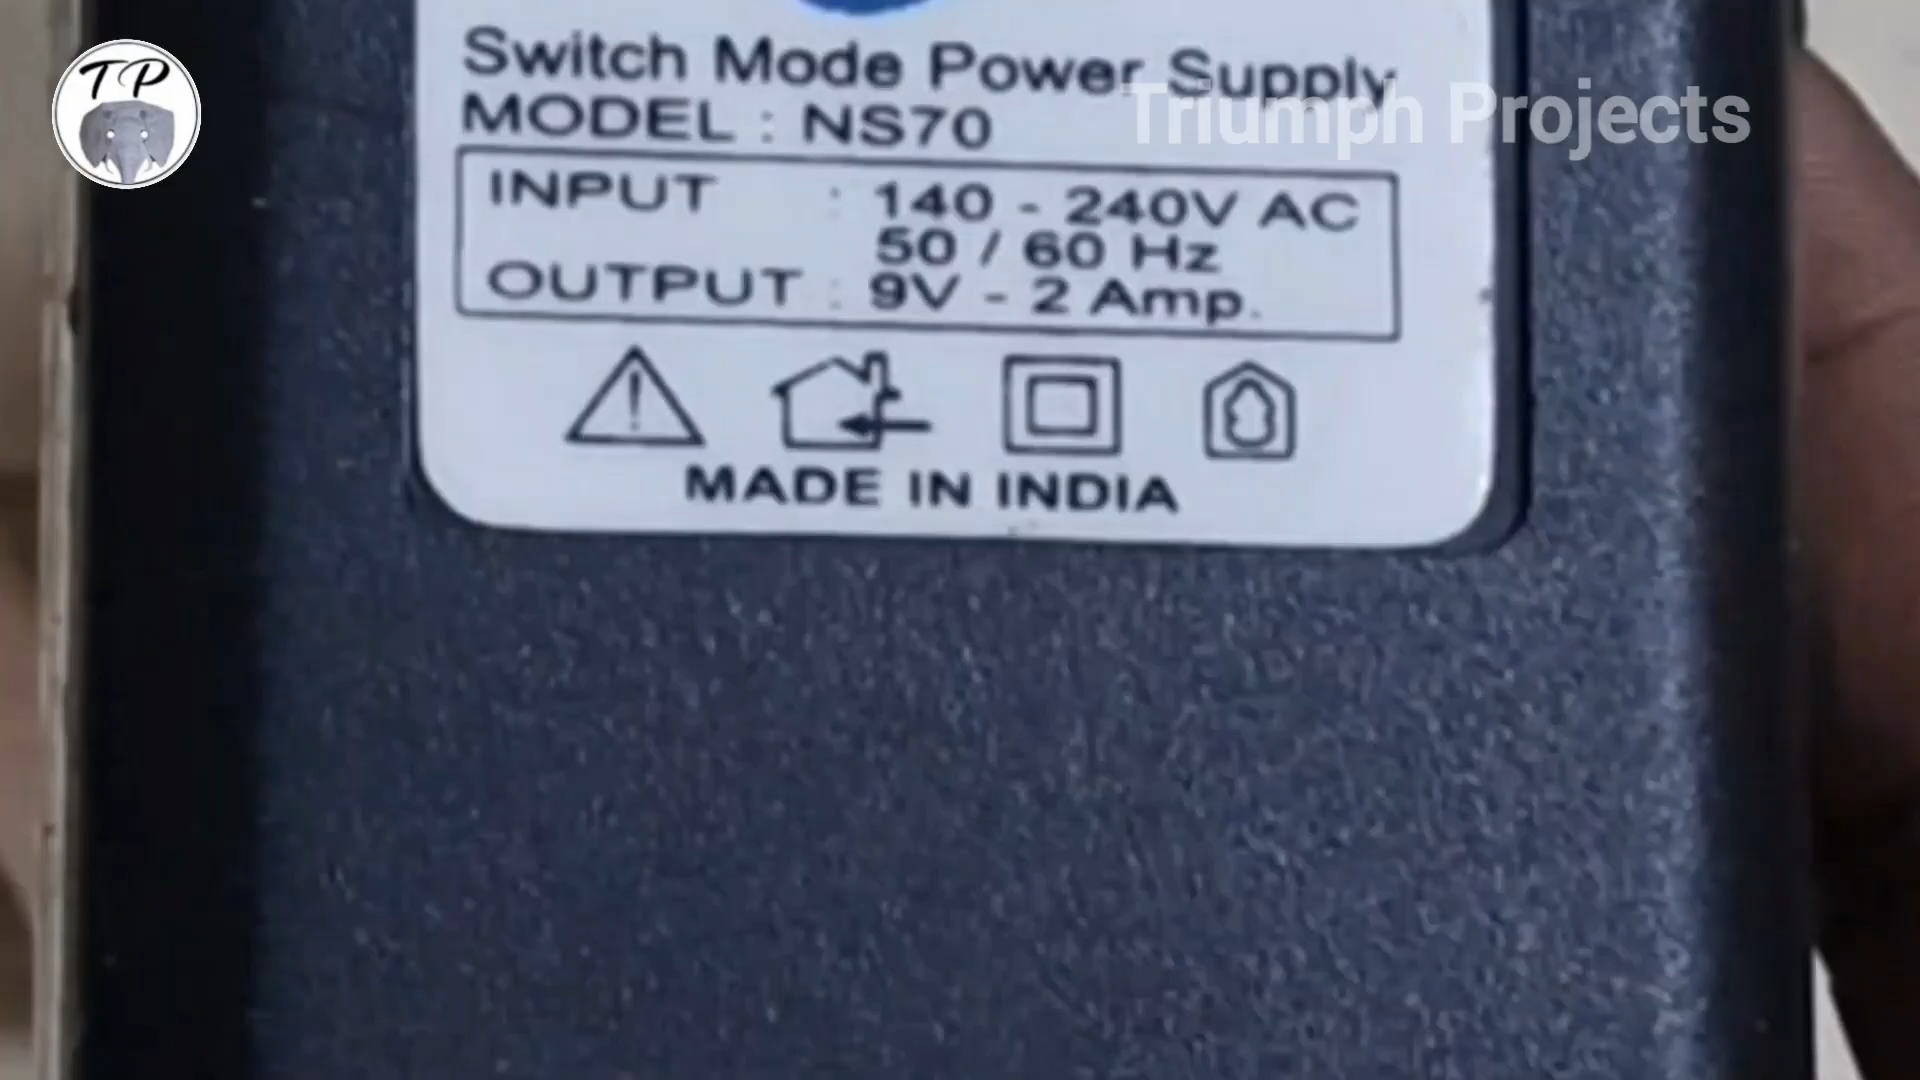 TP
Switch Mode Power Supply
Triumph Projects
MODEL : NS70
INPUT : 140 - 240V AC
50 / 60 Hz
OUTPUT : 9V - 2 Amp.
MADE IN INDIA